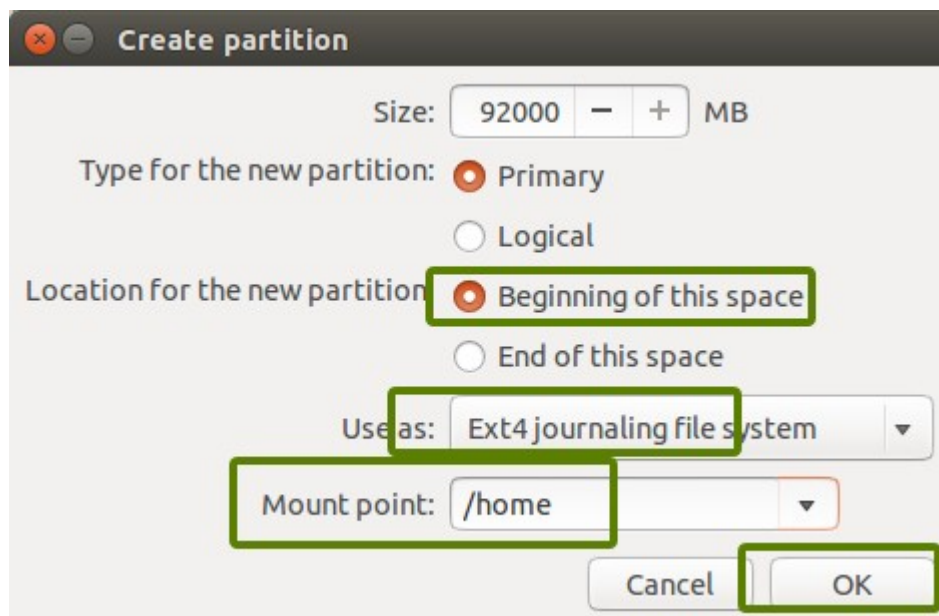 Create partition
Size: 92000 − + MB
Type for the new partition: Primary
Logical
Location for the new partition Beginning of this space
End of this space
Use as: Ext4 journaling file system
Mount point: /home
Cancel OK